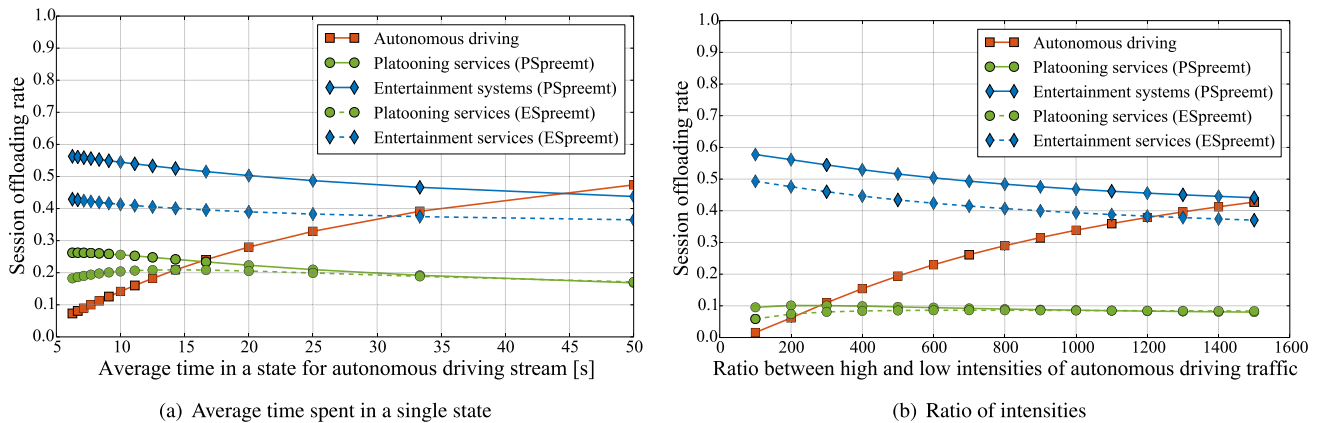 1.0
0.9
0.8
0.7
0.6
0.5
0.4
0.3
0.2
0.1
0.0
Session offloading rate
Autonomous driving
Platooning services (PSpreemt)
Entertainment systems (PSpreemt)
Platooning services (ESpreemt)
Entertainment services (ESpreemt)
5 10 15 20 25 30 35 40 45 50
Average time in a state for autonomous driving stream [s]
(a) Average time spent in a single state
1.0
0.9
0.8
0.7
0.6
0.5
0.4
0.3
0.2
0.1
0.0
Session offloading rate
Autonomous driving
Platooning services (PSpreemt)
Entertainment systems (PSpreemt)
Platooning services (ESpreemt)
Entertainment services (ESpreemt)
0 200 400 600 800 1000 1200 1400 1600
Ratio between high and low intensities of autonomous driving traffic
(b) Ratio of intensities